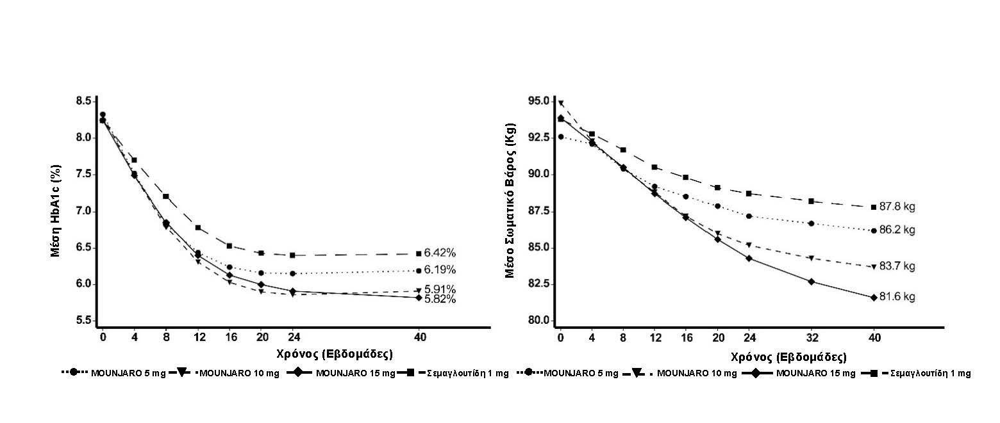 Μέση HbA1c (%)
8.5
8.0
7.5
7.0
6.5
6.0
5.5
6.42%
6.19%
5.91%
5.82%
0 4 8 12 16 20 24 40
Χρόνος (Εβδομάδες)
MOUNJARO 5 mg MOUNJARO 10 mg MOUNJARO 15 mg Σεμαγλουτίδη 1 mg
Μέσο Σωματικό Βάρος (Kg)
95.0
92.5
90.0
87.5
85.0
82.5
80.0
87.8 kg
86.2 kg
83.7 kg
81.6 kg
0 4 8 12 16 20 24 32 40
Χρόνος (Εβδομάδες)
MOUNJARO 5 mg MOUNJARO 10 mg MOUNJARO 15 mg Σεμαγλουτίδη 1 mg